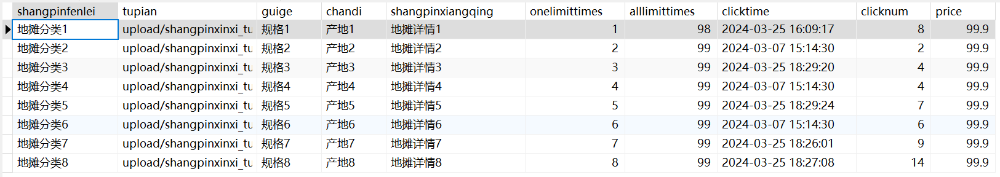 shangpinfenlei tupian guige chandi shangpinxiangqing onelimittimes alllimittimes clicktime clicknum price
地摊分类1 upload/shangpinxinxi_tu 规格1 产地1 地摊详情1 1 98 2024-03-25 16:09:17 8 99.9
地摊分类2 upload/shangpinxinxi_tu 规格2 产地2 地摊详情2 2 99 2024-03-07 15:14:30 2 99.9
地摊分类3 upload/shangpinxinxi_tu 规格3 产地3 地摊详情3 3 99 2024-03-25 18:29:20 4 99.9
地摊分类4 upload/shangpinxinxi_tu 规格4 产地4 地摊详情4 4 99 2024-03-07 15:14:30 4 99.9
地摊分类5 upload/shangpinxinxi_tu 规格5 产地5 地摊详情5 5 99 2024-03-25 18:29:24 7 99.9
地摊分类6 upload/shangpinxinxi_tu 规格6 产地6 地摊详情6 6 99 2024-03-07 15:14:30 6 99.9
地摊分类7 upload/shangpinxinxi_tu 规格7 产地7 地摊详情7 7 99 2024-03-25 18:26:01 9 99.9
地摊分类8 upload/shangpinxinxi_tu 规格8 产地8 地摊详情8 8 99 2024-03-25 18:27:08 14 99.9